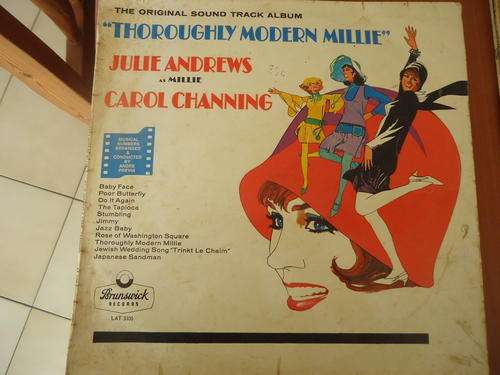 THE ORIGINAL SOUND TRACK ALBUM
"THOROUGHLY MODERN MILLIE"
JULIE ANDREWS
AS MILLIE
CAROL CHANNING
MUSICAL
NUMBERS
ARRANGED
&
CONDUCTED
BY
ANDRE
PREVIN
Baby Face
Poor Butterfly
Do It Again
The Tapioca
Stumbling
Jimmy
Jazz Baby
Rose of Washington Square
Thoroughly Modern Millie
Jewish Wedding Song "Trinkt Le Chaim"
Japanese Sandman
Brunswick
RECORDS